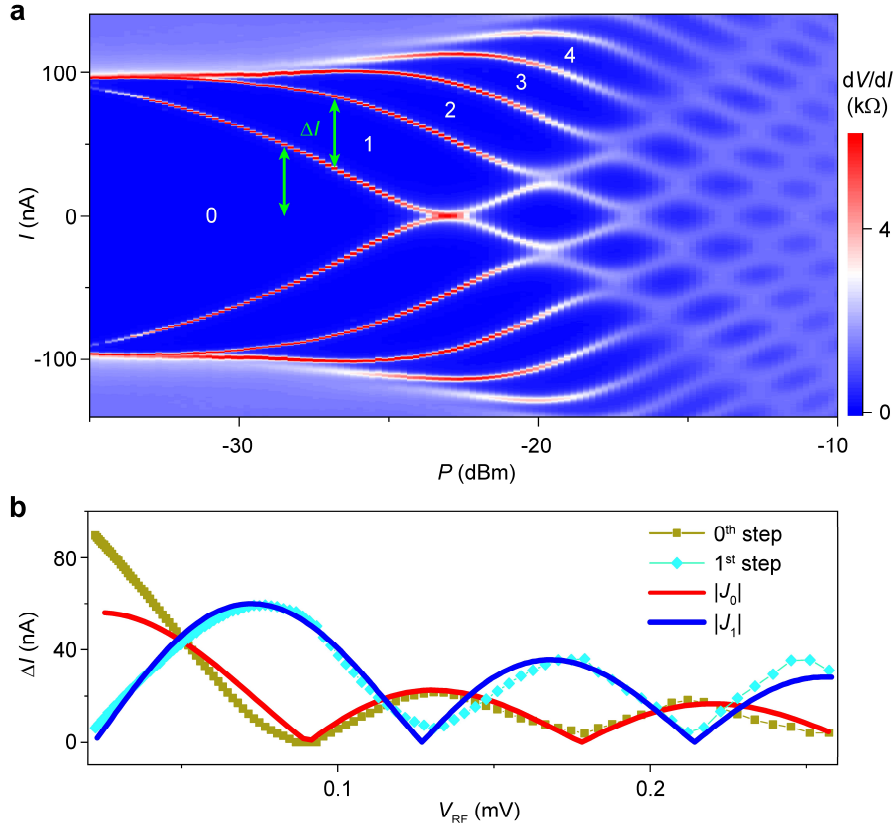 a
I (nA)
100
0
-100
0
1
2
3
4
ΔI
-30
-20
-10
P (dBm)
dV/dI
(kΩ)
4
0
b
ΔI (nA)
80
40
0
0th step
1st step
|J0|
|J1|
0.1
0.2
VRF (mV)